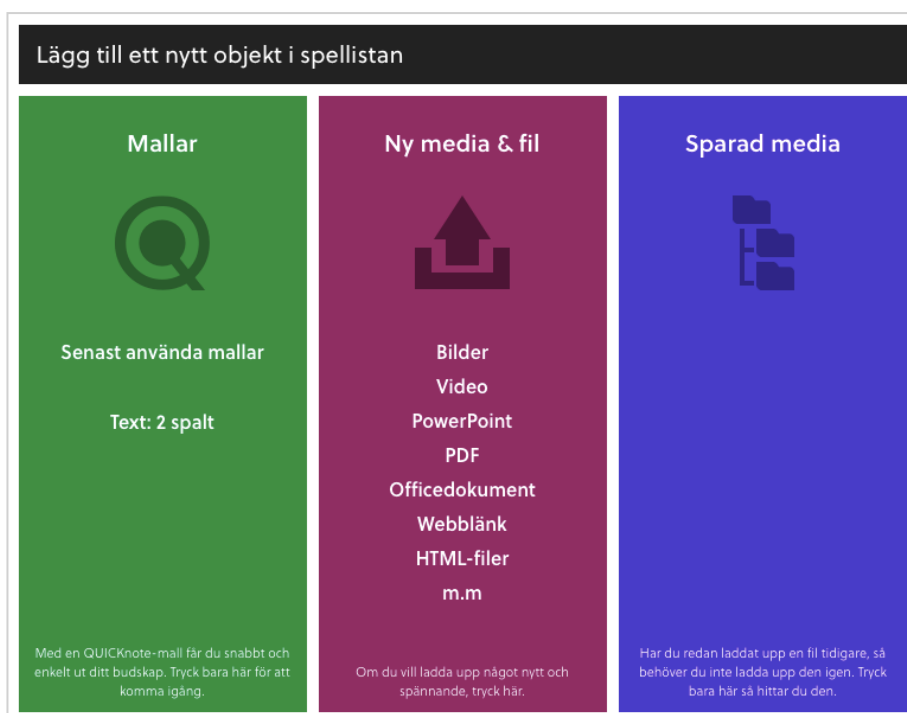 Lägg till ett nytt objekt i spellistan
Mallar
Senast använda mallar
Text: 2 spalt
Med en QUICKnote-mall får du snabbt och
enkelt ut ditt budskap. Tryck bara här för att
komma igång.
Ny media & fil
Bilder
Video
PowerPoint
PDF
Officedokument
Webblänk
HTML-filer
m.m
Om du vill ladda upp något nytt och
spännande, tryck här.
Sparad media
Har du redan laddat upp en fil tidigare, så
behöver du inte ladda upp den igen. Tryck
bara här så hittar du den.